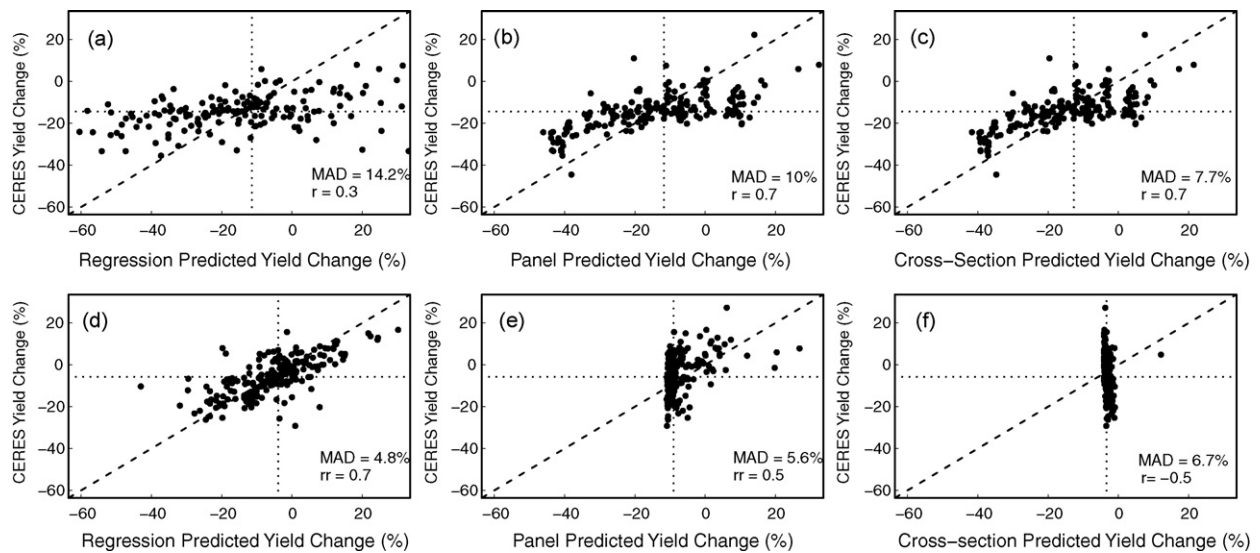 (a)
CERES Yield Change (%)
20
0
−20
−40
−60
MAD = 14.2%
r = 0.3
−60 −40 −20 0 20
Regression Predicted Yield Change (%)
(b)
CERES Yield Change (%)
20
0
−20
−40
−60
MAD = 10%
r = 0.7
−60 −40 −20 0 20
Panel Predicted Yield Change (%)
(c)
CERES Yield Change (%)
20
0
−20
−40
−60
MAD = 7.7%
r = 0.7
−60 −40 −20 0 20
Cross−Section Predicted Yield Change (%)
(d)
CERES Yield Change (%)
20
0
−20
−40
−60
MAD = 4.8%
rr = 0.7
−60 −40 −20 0 20
Regression Predicted Yield Change (%)
(e)
CERES Yield Change (%)
20
0
−20
−40
−60
MAD = 5.6%
rr = 0.5
−60 −40 −20 0 20
Panel Predicted Yield Change (%)
(f)
CERES Yield Change (%)
20
0
−20
−40
−60
MAD = 6.7%
r= −0.5
−60 −40 −20 0 20
Cross−section Predicted Yield Change (%)